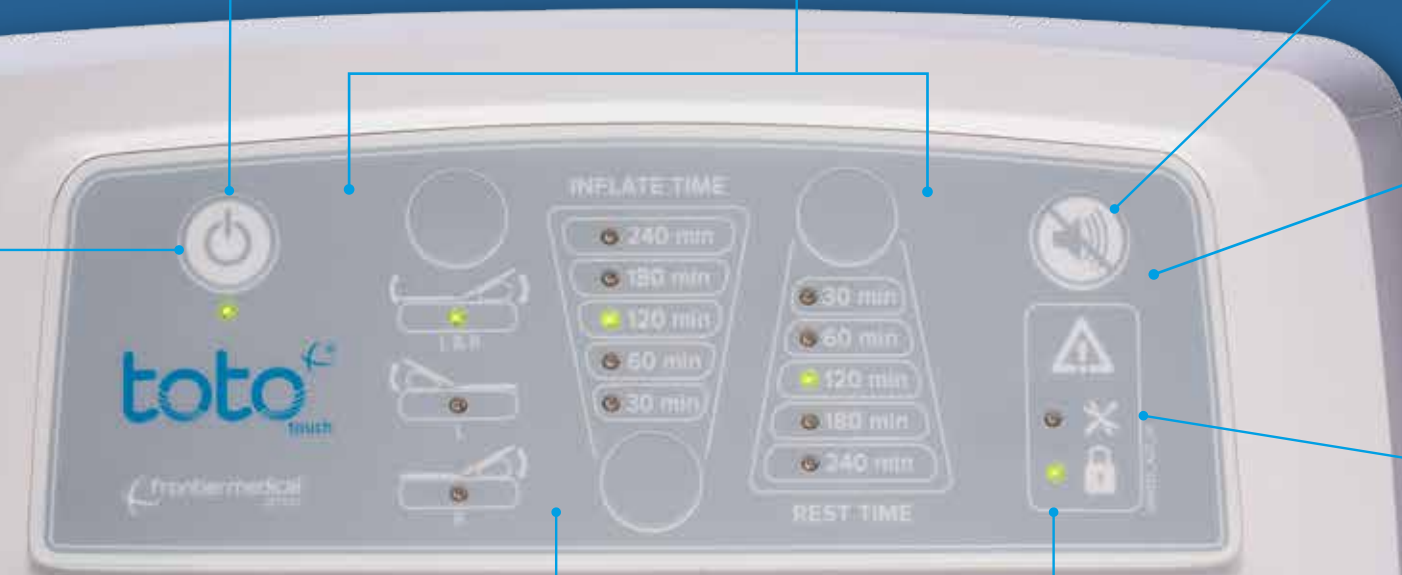 INFLATE TIME
240 min
180 min
120 min
60 min
30 min
L & R
L
R
30 min
60 min
120 min
180 min
240 min
REST TIME
toto
touch
frontiermedical